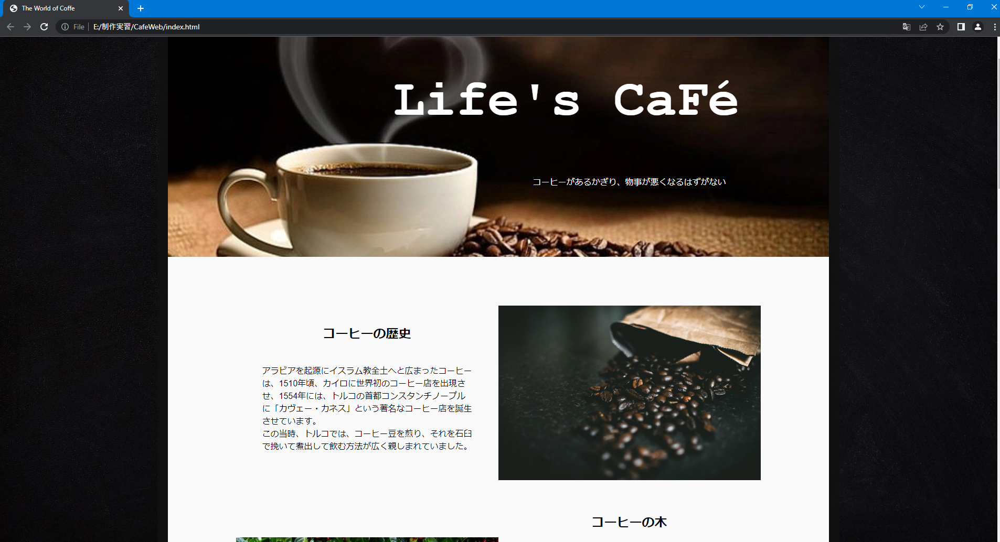 The World of Coffe
File
E:/制作実習/CafeWeb/index.html
Life's CaFé
コーヒーがあるかぎり、物事が悪くなるはずがない
コーヒーの歴史
アラビアを起源にイスラム教全土へと広まったコーヒー
は、1510年頃、カイロに世界初のコーヒー店を出現さ
せ、1554年には、トルコの首都コンスタンチノープル
に「カヴェー・カネス」という著名なコーヒー店を誕生
させています。
この当時、トルコでは、コーヒー豆を煎り、それを石臼
で挽いて煮出して飲む方法が広く親しまれていました。
コーヒーの木